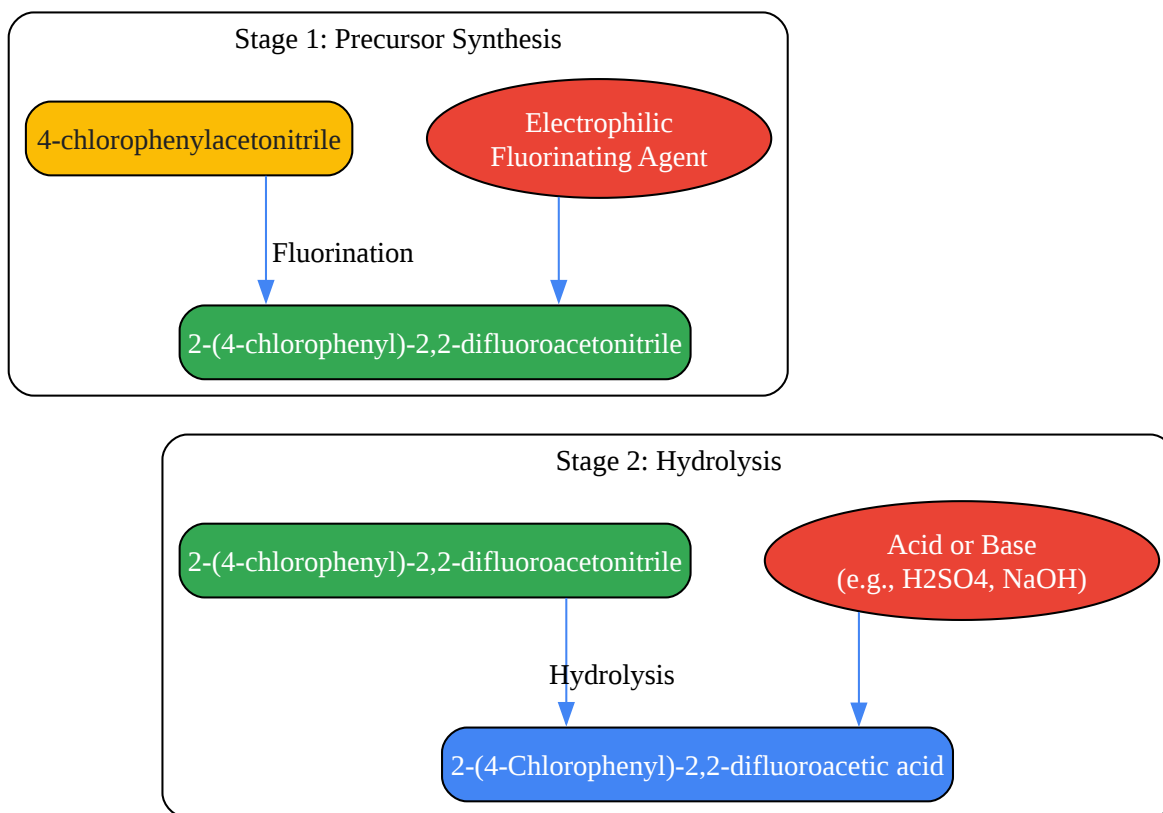 Stage 1: Precursor Synthesis
4-chlorophenylacetonitrile
Electrophilic
Fluorinating Agent
Fluorination
2-(4-chlorophenyl)-2,2-difluoroacetonitrile
Stage 2: Hydrolysis
2-(4-chlorophenyl)-2,2-difluoroacetonitrile
Acid or Base
(e.g., H2SO4, NaOH)
Hydrolysis
2-(4-Chlorophenyl)-2,2-difluoroacetic acid